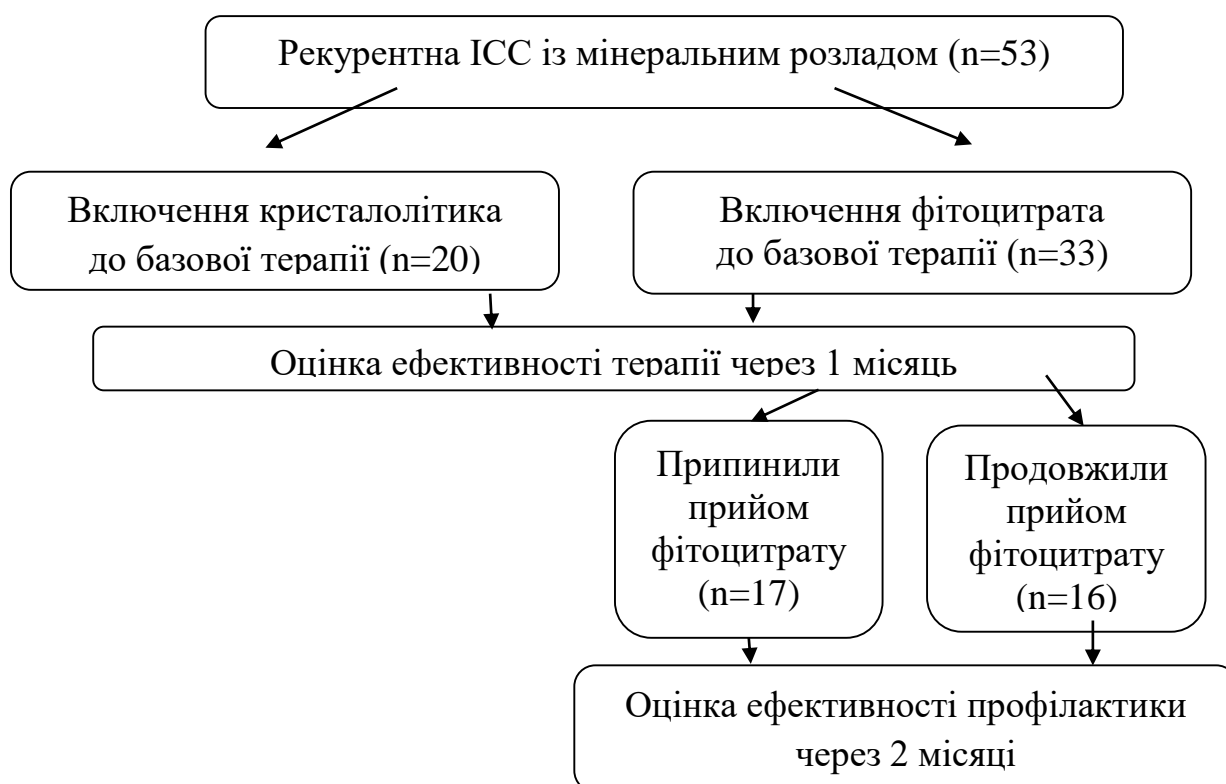 Рекурентна ІСС із мінеральним розладом (n=53)
Включення кристалолітика
до базової терапії (n=20)
Включення фітоцитрата
до базової терапії (n=33)
Оцінка ефективності терапії через 1 місяць
Припинили
прийом
фітоцитрату
(n=17)
Продовжили
прийом
фітоцитрату
(n=16)
Оцінка ефективності профілактики
через 2 місяці